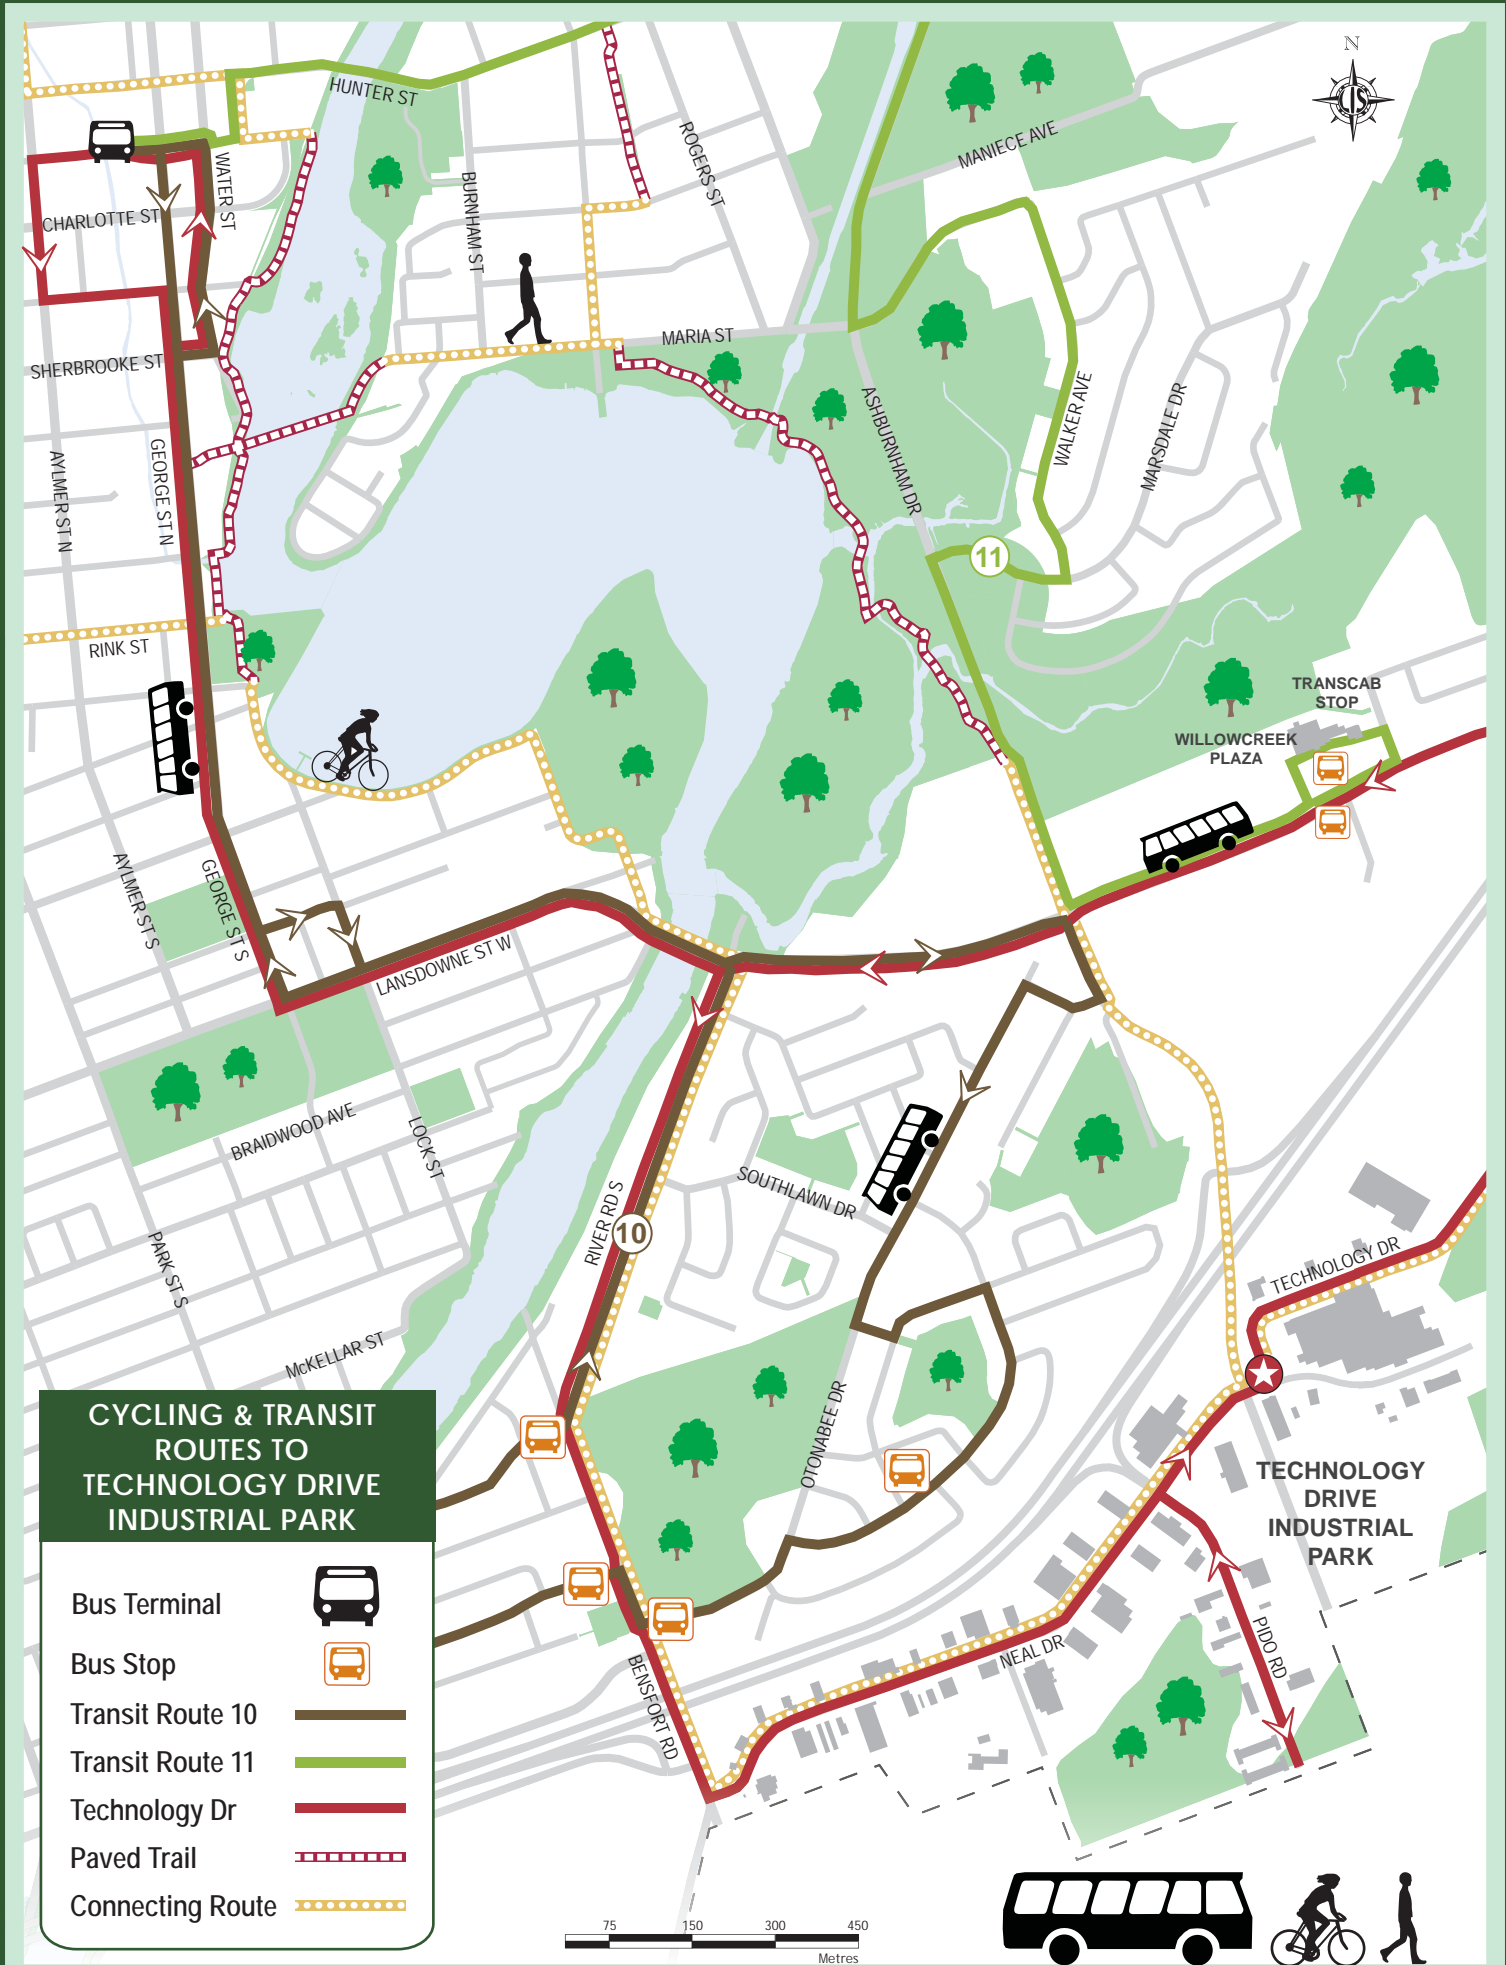 N
CIS
HUNTER ST
ROGERS ST
MANIECE AVE
WATER ST
BURNHAM ST
CHARLOTTE ST
MARIA ST
SHERBROOKE ST
WALKER AVE
MARSDALE DR
ASHBURNHAM DR
AYLMER ST N
GEORGE ST N
11
RINK ST
TRANSCAB
STOP
WILLOWCREEK
PLAZA
AYLMER ST S
GEORGE ST S
LANSDOWNE ST W
BRAIDWOOD AVE
LOCK ST
SOUTHLAWN DR
RIVER RD S
10
PARK ST S
TECHNOLOGY DR
McKELLAR ST
OTONABEE DR
TECHNOLOGY
DRIVE
INDUSTRIAL
PARK
NEAL DR
PIDO RD
BENSFORT RD
CYCLING & TRANSIT
ROUTES TO
TECHNOLOGY DRIVE
INDUSTRIAL PARK
Bus Terminal
Bus Stop
Transit Route 10
Transit Route 11
Technology Dr
Paved Trail
Connecting Route
75 150 300 450
Metres